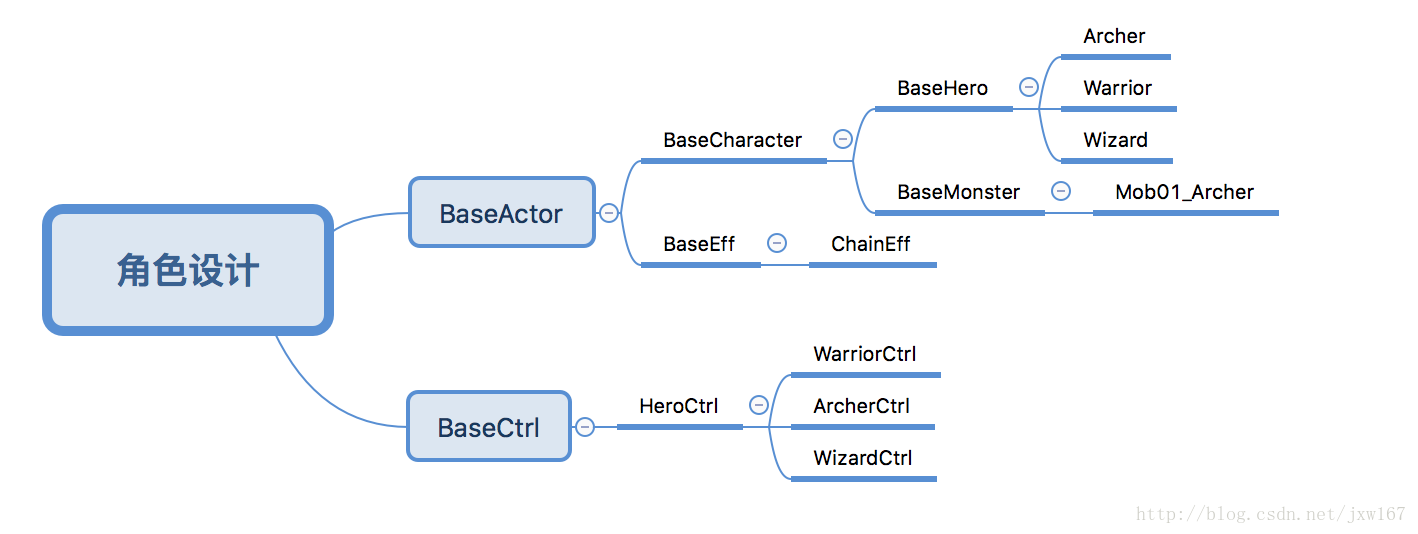 角色设计
BaseActor
BaseCharacter
BaseHero
Archer
Warrior
Wizard
BaseMonster
Mob01_Archer
BaseEff
ChainEff
BaseCtrl
HeroCtrl
WarriorCtrl
ArcherCtrl
WizardCtrl
http://blog.csdn.net/jxw167